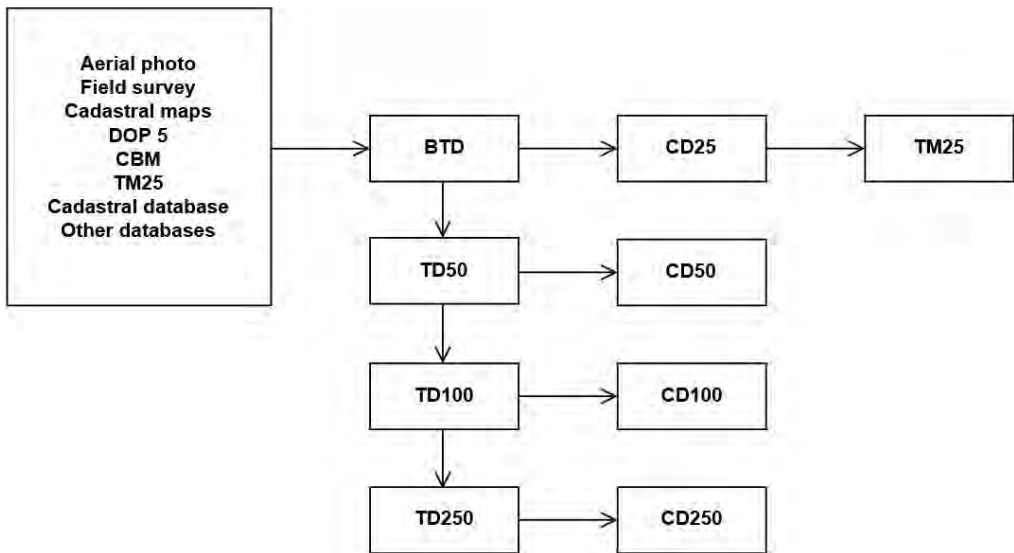 Aerial photo
Field survey
Cadastral maps
DOP 5
CBM
TM25
Cadastral database
Other databases
BTD
CD25
TM25
TD50
CD50
TD100
CD100
TD250
CD250